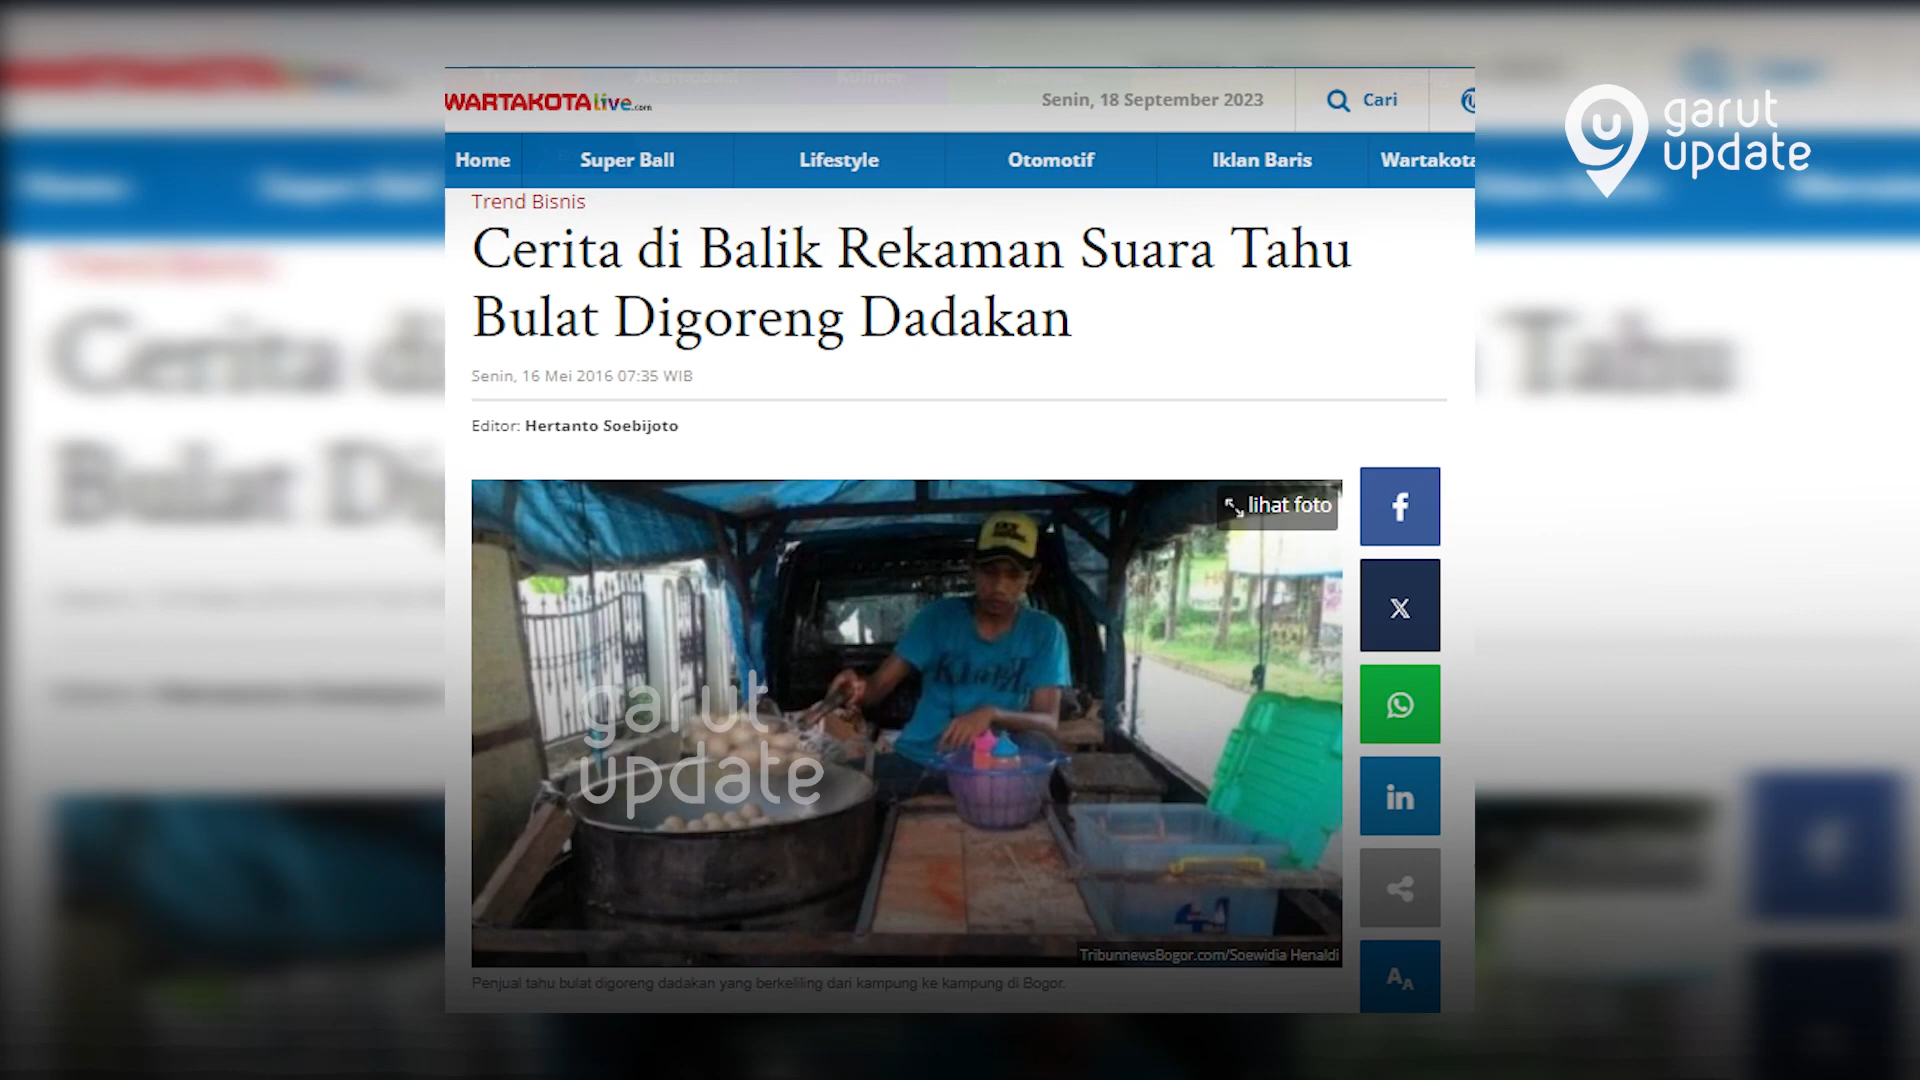 WARTAKOTAlive.com
Senin, 18 September 2023
Cari
Home
Super Ball
Lifestyle
Otomotif
Iklan Baris
Wartakota
garut
update
Trend Bisnis
Cerita di Balik Rekaman Suara Tahu
Bulat Digoreng Dadakan
Senin, 16 Mei 2016 07:35 WIB
Editor: Hertanto Soebijoto
lihat foto
garut
update
TribunnewsBogor.com/Soewidia Henaldi
Penjual tahu bulat digoreng dadakan yang berkeliling dari kampung ke kampung di Bogor.